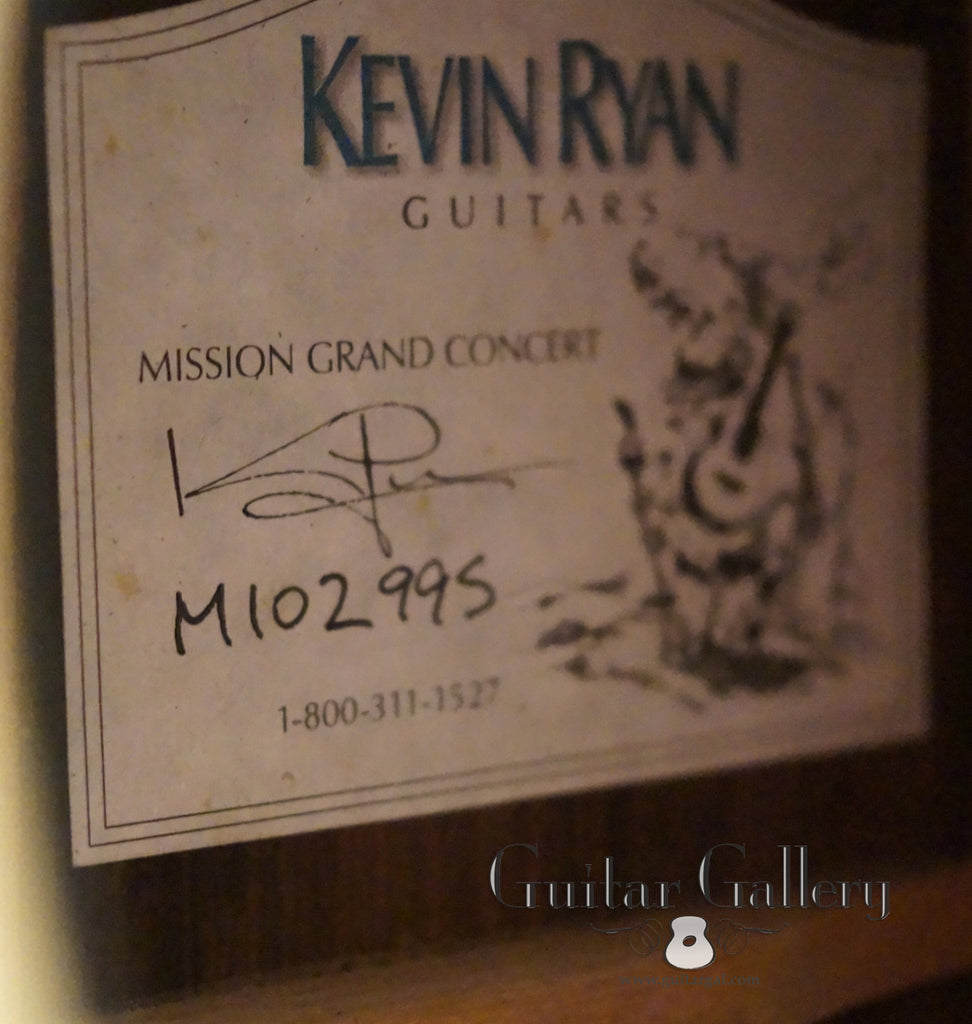 KEVIN RYAN
GUITARS
MISSION GRAND CONCERT
M102995
1-800-311-1527
Guitar Gallery